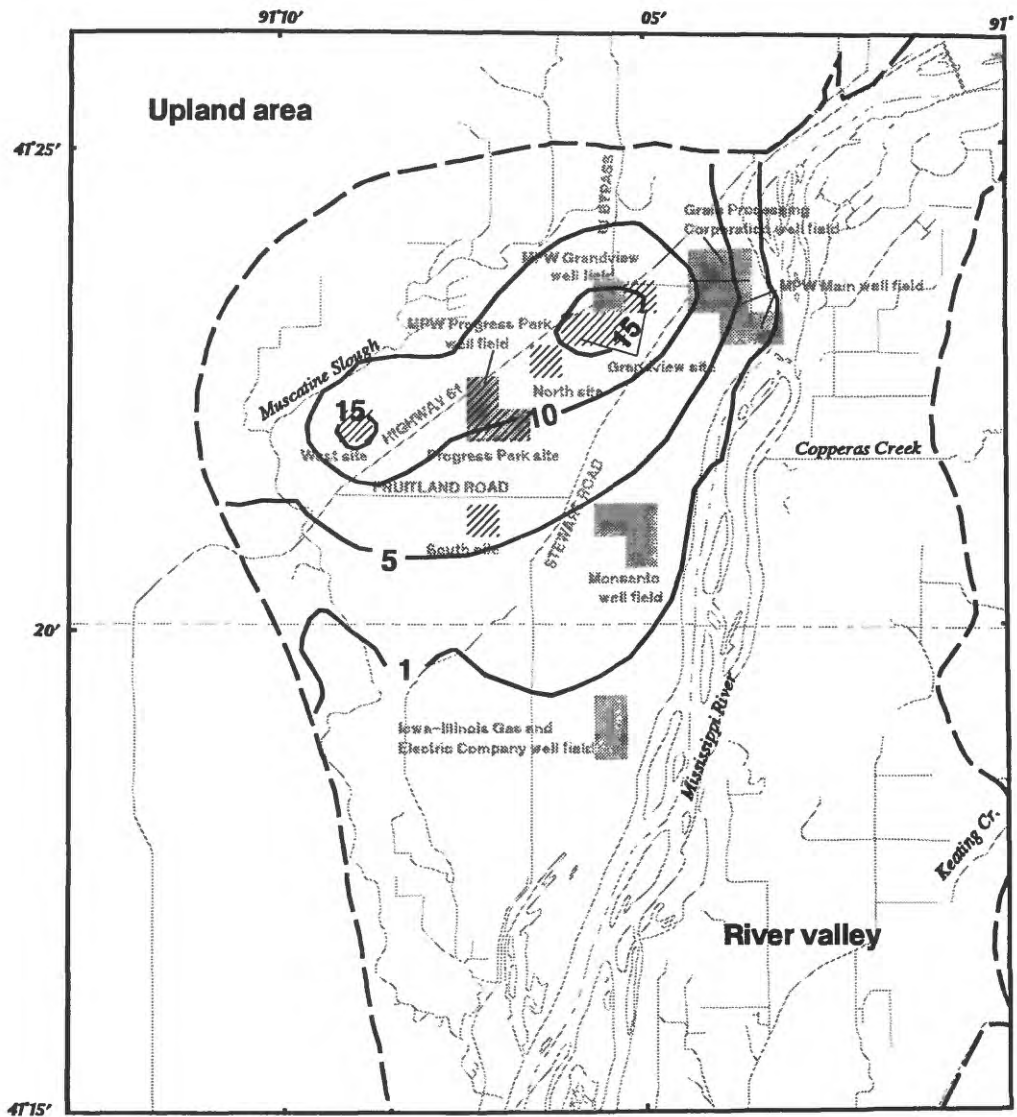 91°10'
05'
91°
Upland area
41°25'
61 BYPASS
Grain Processing
Corporation well field
MPW Grandview
well field
MPW Main well field
MPW Progress Park
well field
15
Muscatine Slough
Grandview site
HIGHWAY 61
North site
10
15
West site
Progress Park site
Copperas Creek
FRUITLAND ROAD
STEWART ROAD
5
South site
Monsanto
well field
20'
1
Iowa-Illinois Gas and
Electric Company well field
Mississippi River
Keating Cr.
River valley
41°15'